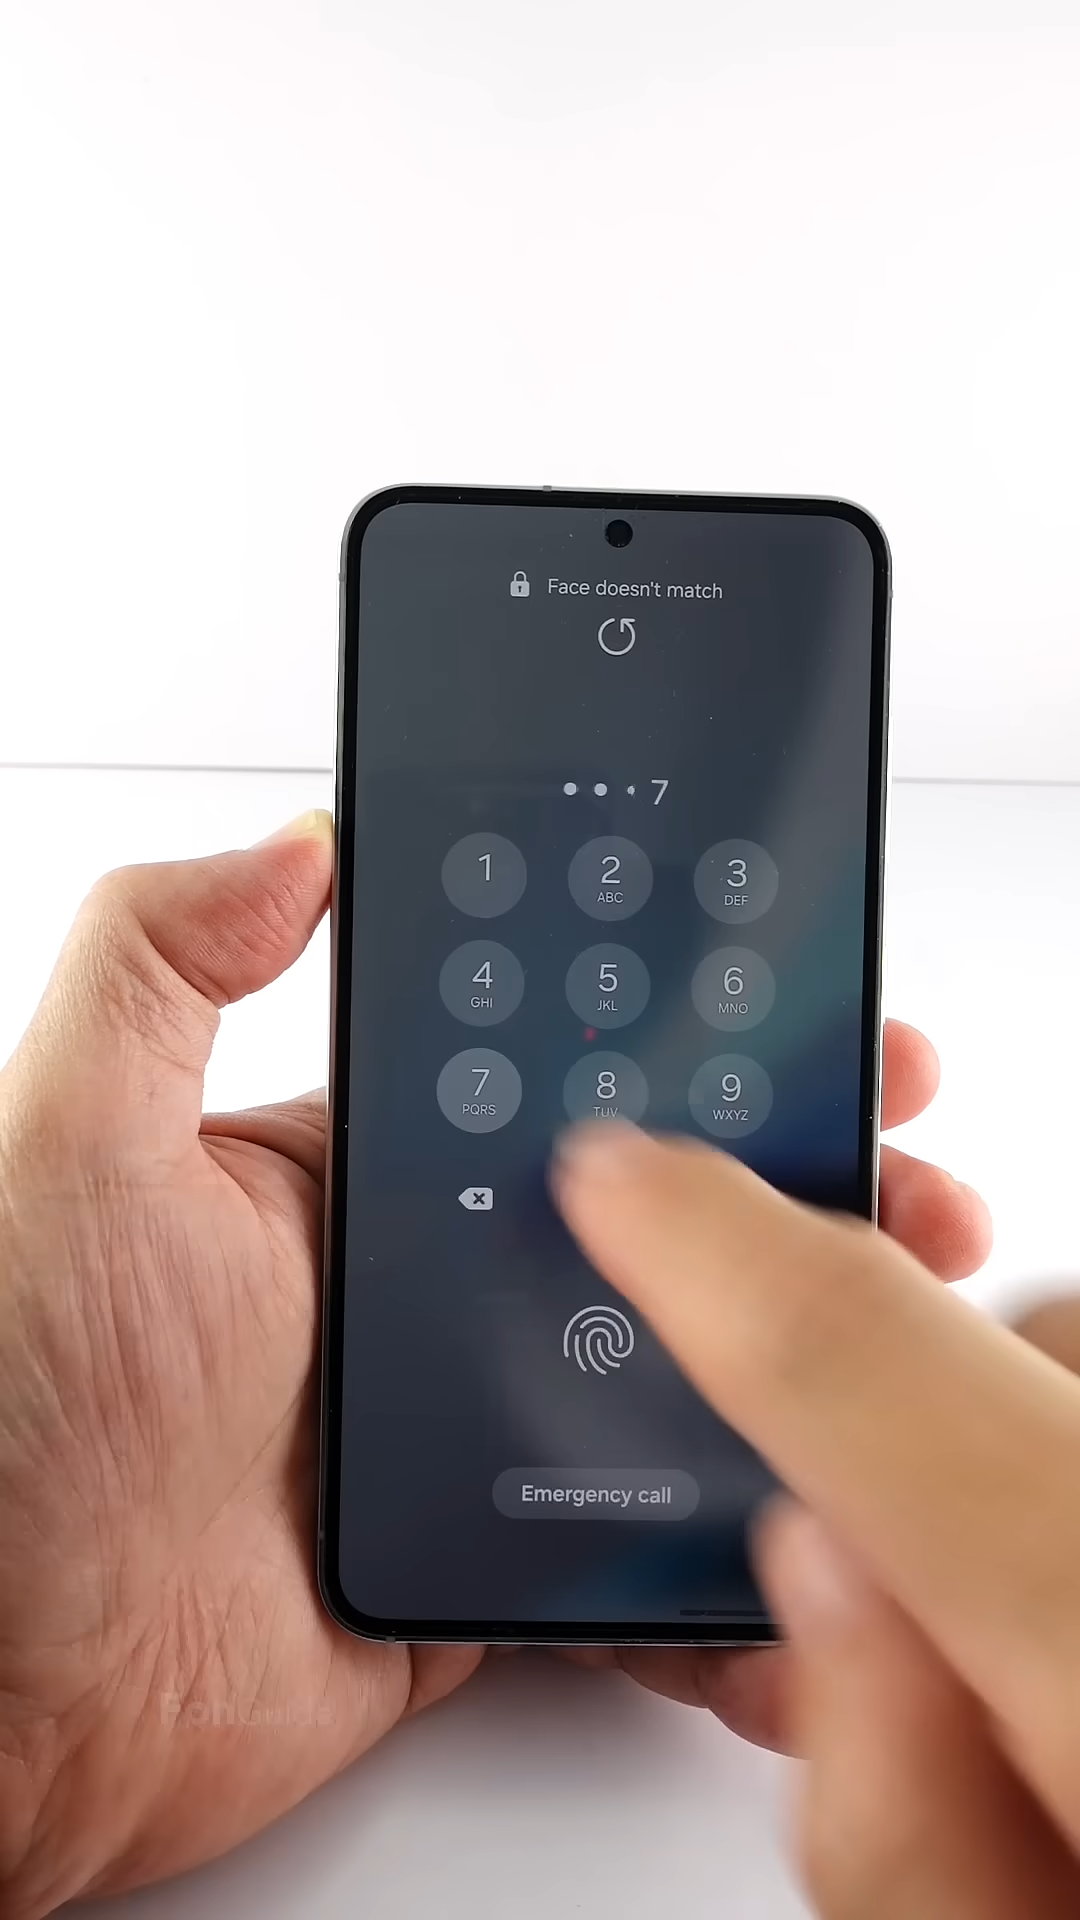 Face doesn't match
7
1
2
ABC
3
DEF
4
GHI
5
JKL
6
MNO
7
PQRS
8
TUV
9
WXYZ
Emergency call
FonGuide